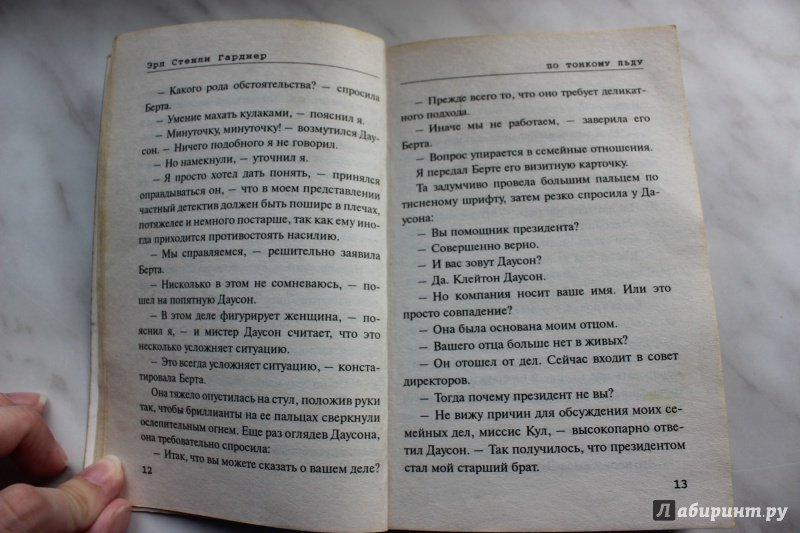 Эрл Стенли Гарднер
— Какого рода обстоятельства? — спросила
Берта.
— Умение махать кулаками, — пояснил я.
— Минуточку, минуточку! — возмутился Дау-
сон. — Ничего подобного я не говорил.
— Но намекнули, — уточнил я.
— Я просто хотел дать понять, — принялся
оправдываться он, — что в моем представлении
частный детектив должен быть пошире в плечах,
потяжелее и немного постарше, так как ему ино-
гда приходится противостоять насилию.
— Мы справляемся, — решительно заявила
Берта.
— Нисколько в этом не сомневаюсь, — по-
шел на попятную Даусон.
— В этом деле фигурирует женщина, — по-
яснил я, — и мистер Даусон считает, что это
несколько усложняет ситуацию.
— Это всегда усложняет ситуацию, — конста-
тировала Берта.
Она тяжело опустилась на стул, положив руки
так, чтобы бриллианты на ее пальцах сверкнули
ослепительным огнем. Еще раз оглядев Даусона,
она требовательно спросила:
— Итак, что вы можете сказать о вашем деле?
12
ПО ТОНКОМУ ЛЬДУ
— Прежде всего то, что оно требует деликат-
ного подхода.
— Иначе мы не работаем, — заверила его
Берта.
— Вопрос упирается в семейные отношения.
Я передал Берте его визитную карточку.
Та задумчиво провела большим пальцем по
тисненому шрифту, затем резко спросила у Да-
усона:
— Вы помощник президента?
— Совершенно верно.
— И вас зовут Даусон?
— Да. Клейтон Даусон.
— Но компания носит ваше имя. Или это
просто совпадение?
— Она была основана моим отцом.
— Вашего отца больше нет в живых?
— Он отошел от дел. Сейчас входит в совет
директоров.
— Тогда почему президент не вы?
— Не вижу причин для обсуждения моих се-
мейных дел, миссис Кул, — высокопарно отве-
тил Даусон. — Так получилось, что президентом
стал мой старший брат.
13
Лабиринт.ру